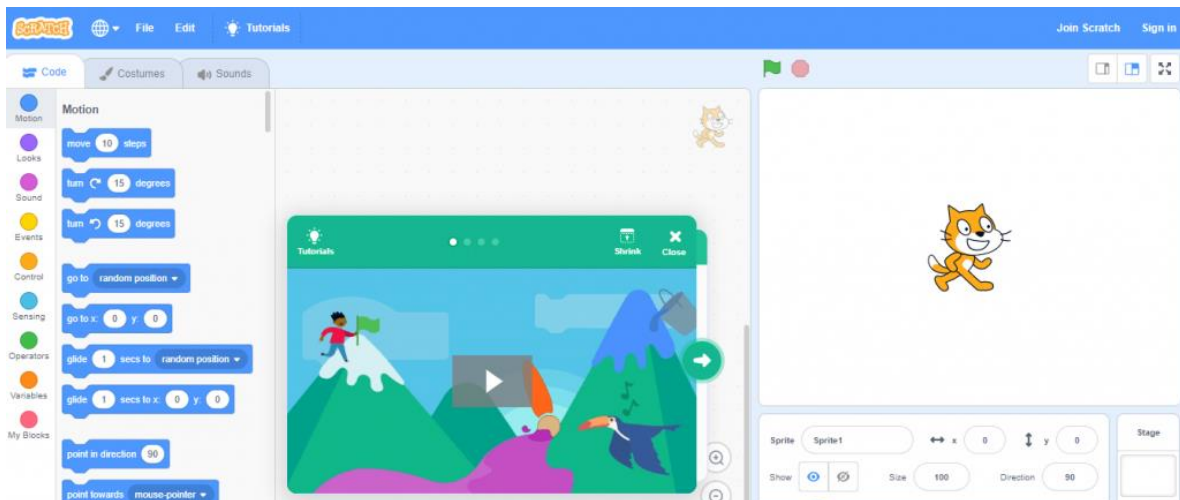 SCRATCH File Edit Tutorials Join Scratch Sign in
Code Costumes Sounds
Motion
Looks
Sound
Events
Control
Sensing
Operators
Variables
My Blocks
Motion
move 10 steps
turn 15 degrees
turn 15 degrees
go to random position
go to x: 0 y: 0
glide 1 secs to random position
glide 1 secs to x: 0 y: 0
point in direction 90
point towards mouse-pointer
Tutorials Shrink Close
Sprite Sprite1 x 0 y 0
Show Size 100 Direction 90
Stage